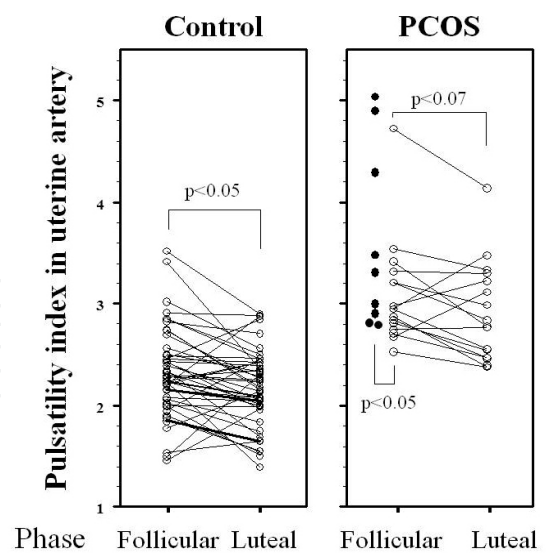 Control PCOS
Pulsatility index in uterine artery
5
4
3
2
1
p<0.05
p<0.07
p<0.05
Phase Follicular Luteal Follicular Luteal